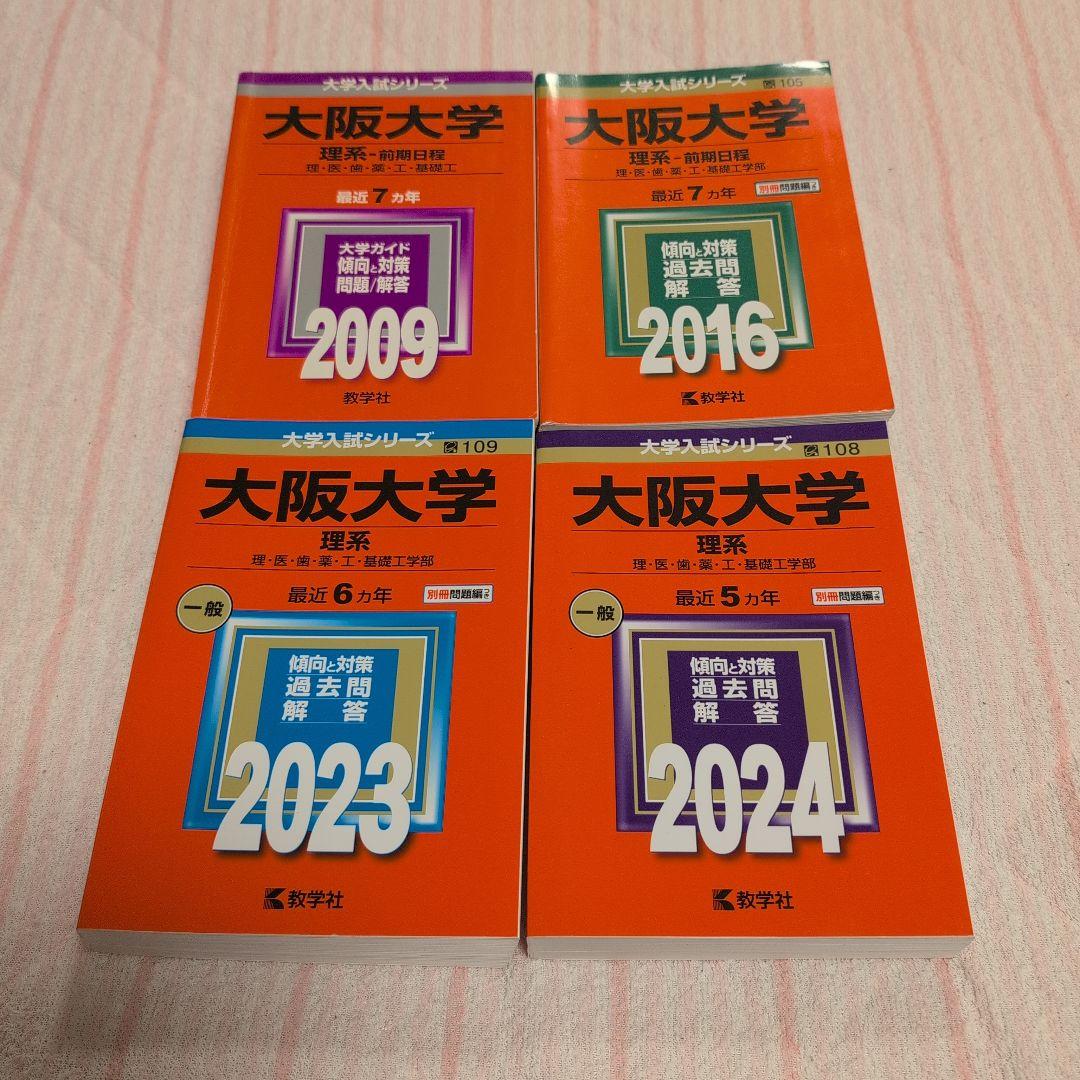 大学入試シリーズ
大阪大学
理系-前期日程
理・医・歯・薬・工・基礎工
最近7ヵ年
大学ガイド
傾向と対策
問題/解答
2009
教学社
大学入試シリーズ 105
大阪大学
理系-前期日程
理・医・歯・薬・工・基礎工学部
最近7ヵ年
別冊問題編つき
傾向と対策
過去問
解答
2016
教学社
大学入試シリーズ
109
大阪大学
理系
理・医・歯・薬・工・基礎工学部
一般
最近6ヵ年
別冊問題編つき
傾向と対策
過去問
解答
2023
教学社
大学入試シリーズ
108
大阪大学
理系
理・医・歯・薬・工・基礎工学部
一般
最近5ヵ年
別冊問題編つき
傾向と対策
過去問
解答
2024
教学社